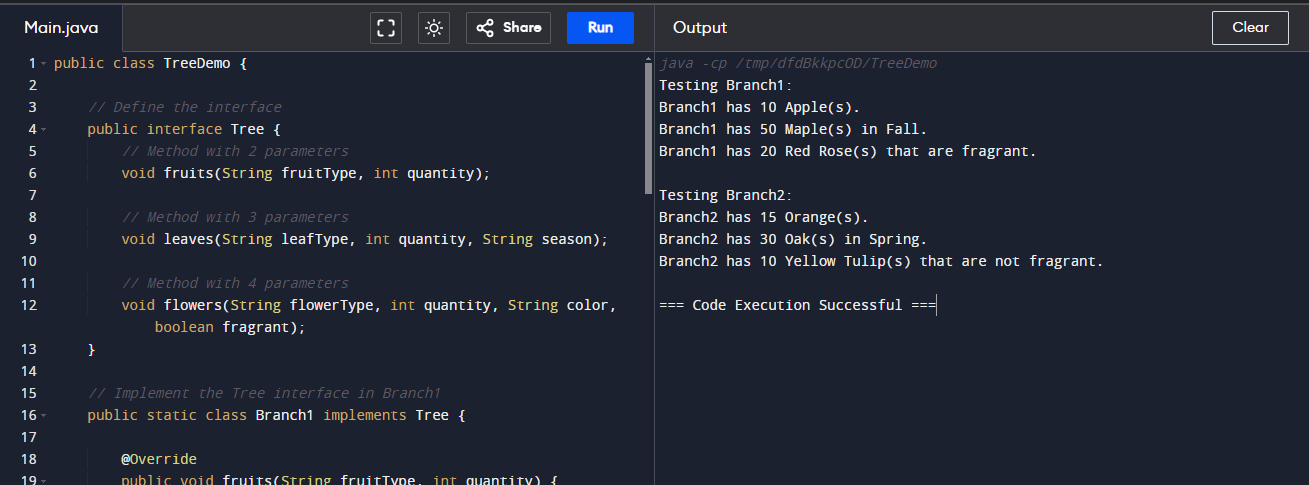 Main.java
Share
Run
Output
Clear
1 public class TreeDemo {
2
3 // Define the interface
4 public interface Tree {
5 // Method with 2 parameters
6 void fruits(String fruitType, int quantity);
7
8 // Method with 3 parameters
9 void leaves(String leafType, int quantity, String season);
10
11 // Method with 4 parameters
12 void flowers(String flowerType, int quantity, String color,
boolean fragrant);
13 }
14
15 // Implement the Tree interface in Branch1
16 public static class Branch1 implements Tree {
17
18 @Override
19 public void fruits(String fruitType, int quantity) {
java -cp /tmp/dfdBkkpcOD/TreeDemo
Testing Branch1:
Branch1 has 10 Apple(s).
Branch1 has 50 Maple(s) in Fall.
Branch1 has 20 Red Rose(s) that are fragrant.
Testing Branch2:
Branch2 has 15 Orange(s).
Branch2 has 30 Oak(s) in Spring.
Branch2 has 10 Yellow Tulip(s) that are not fragrant.
=== Code Execution Successful ===